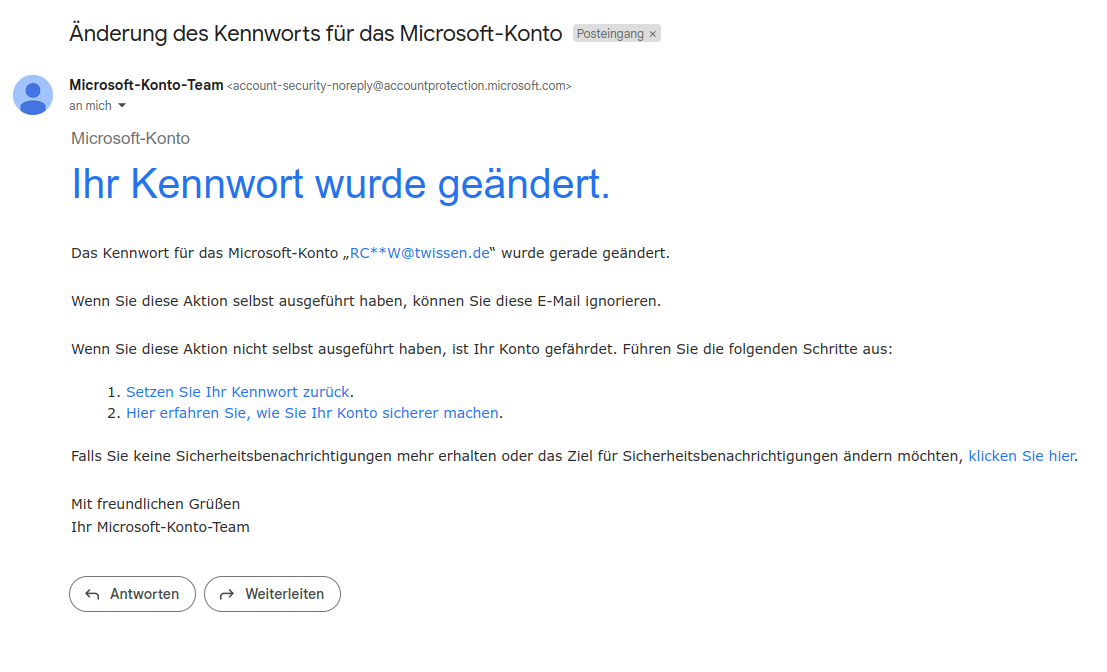 Änderung des Kennworts für das Microsoft-Konto Posteingang ×
Microsoft-Konto-Team <account-security-noreply@accountprotection.microsoft.com>
an mich
Microsoft-Konto
Ihr Kennwort wurde geändert.
Das Kennwort für das Microsoft-Konto „RC**W@twissen.de“ wurde gerade geändert.
Wenn Sie diese Aktion selbst ausgeführt haben, können Sie diese E-Mail ignorieren.
Wenn Sie diese Aktion nicht selbst ausgeführt haben, ist Ihr Konto gefährdet. Führen Sie die folgenden Schritte aus:
1. Setzen Sie Ihr Kennwort zurück.
2. Hier erfahren Sie, wie Sie Ihr Konto sicherer machen.
Falls Sie keine Sicherheitsbenachrichtigungen mehr erhalten oder das Ziel für Sicherheitsbenachrichtigungen ändern möchten, klicken Sie hier.
Mit freundlichen Grüßen
Ihr Microsoft-Konto-Team
Antworten Weiterleiten